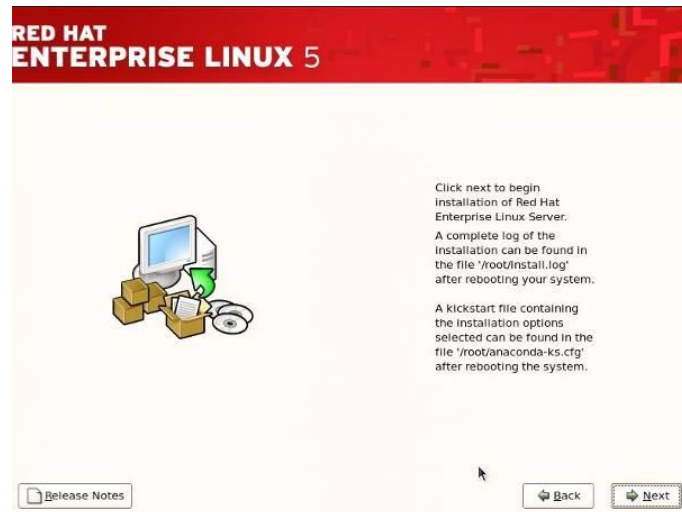 RED HAT
ENTERPRISE LINUX 5
Click next to begin
installation of Red Hat
Enterprise Linux Server.
A complete log of the
installation can be found in
the file '/root/install.log'
after rebooting your system.
A kickstart file containing
the installation options
selected can be found in the
file '/root/anaconda-ks.cfg'
after rebooting the system.
Release Notes
Back
Next